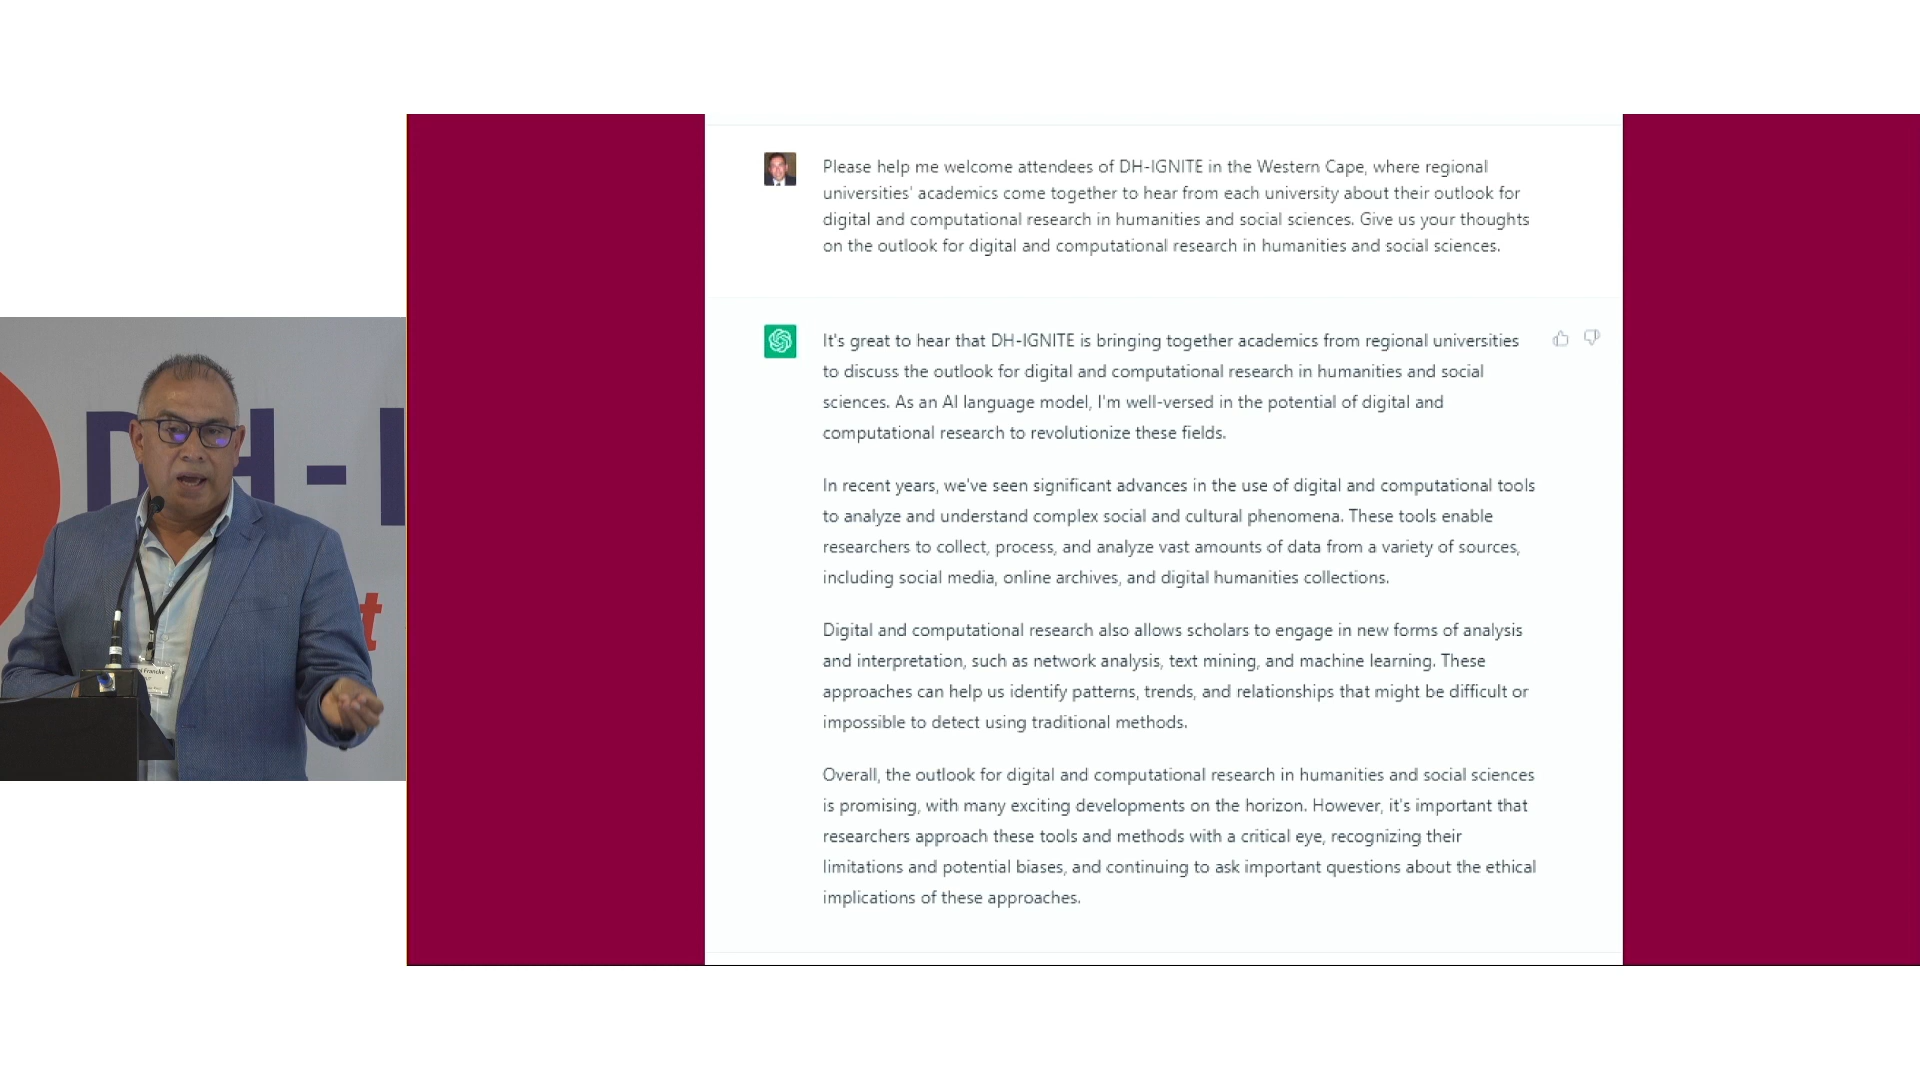 Please help me welcome attendees of DH-IGNITE in the Western Cape, where regional
universities' academics come together to hear from each university about their outlook for
digital and computational research in humanities and social sciences. Give us your thoughts
on the outlook for digital and computational research in humanities and social sciences.
It's great to hear that DH-IGNITE is bringing together academics from regional universities
to discuss the outlook for digital and computational research in humanities and social
sciences. As an AI language model, I'm well-versed in the potential of digital and
computational research to revolutionize these fields.
In recent years, we've seen significant advances in the use of digital and computational tools
to analyze and understand complex social and cultural phenomena. These tools enable
researchers to collect, process, and analyze vast amounts of data from a variety of sources,
including social media, online archives, and digital humanities collections.
Digital and computational research also allows scholars to engage in new forms of analysis
and interpretation, such as network analysis, text mining, and machine learning. These
approaches can help us identify patterns, trends, and relationships that might be difficult or
impossible to detect using traditional methods.
Overall, the outlook for digital and computational research in humanities and social sciences
is promising, with many exciting developments on the horizon. However, it's important that
researchers approach these tools and methods with a critical eye, recognizing their
limitations and potential biases, and continuing to ask important questions about the ethical
implications of these approaches.
DH-I
t
Francke